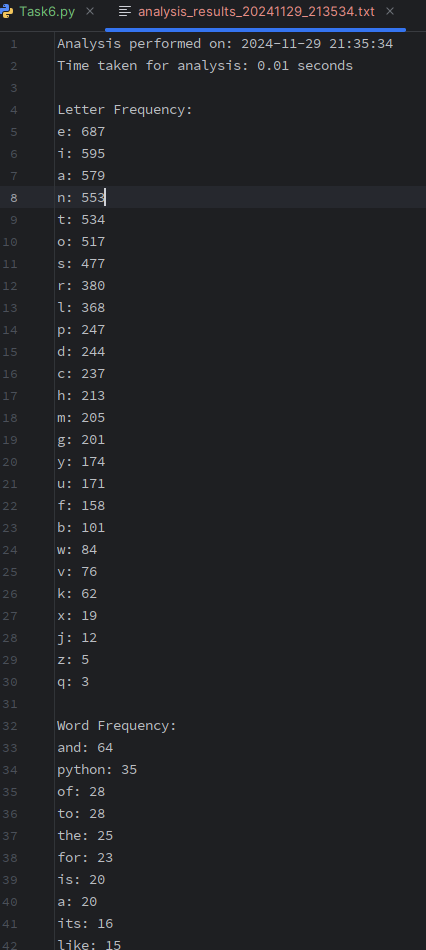 Task6.py
analysis_results_20241129_213534.txt
1 Analysis performed on: 2024-11-29 21:35:34
2 Time taken for analysis: 0.01 seconds
3
4 Letter Frequency:
5 e: 687
6 i: 595
7 a: 579
8 n: 553
9 t: 534
10 o: 517
11 s: 477
12 r: 380
13 l: 368
14 p: 247
15 d: 244
16 c: 237
17 h: 213
18 m: 205
19 g: 201
20 y: 174
21 u: 171
22 f: 158
23 b: 101
24 w: 84
25 v: 76
26 k: 62
27 x: 19
28 j: 12
29 z: 5
30 q: 3
31
32 Word Frequency:
33 and: 64
34 python: 35
35 of: 28
36 to: 28
37 the: 25
38 for: 23
39 is: 20
40 a: 20
41 its: 16
42 like: 15